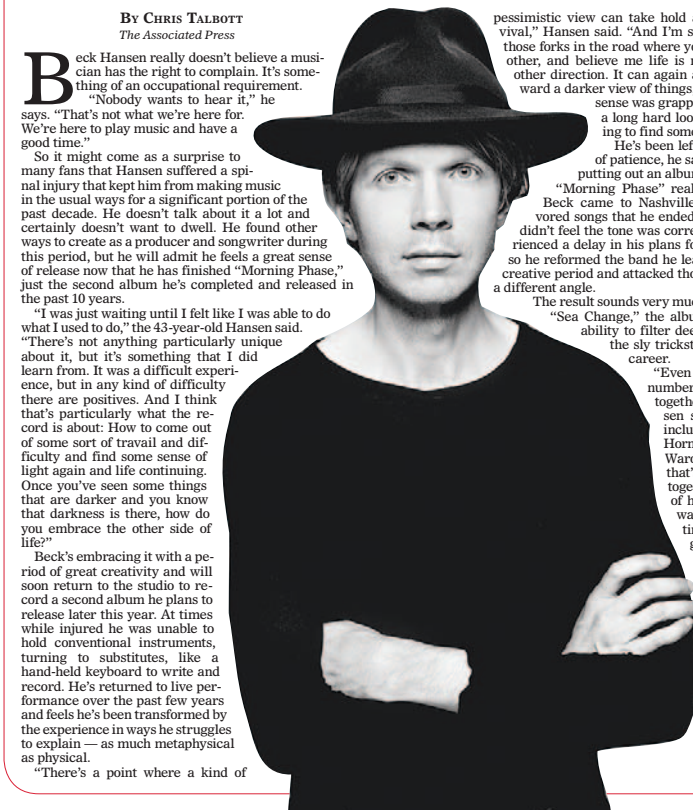 BY CHRIS TALBOTT
The Associated Press
Beck Hansen really doesn't believe a musi-
cian has the right to complain. It's some-
thing of an occupational requirement.
“Nobody wants to hear it,” he
says. “That's not what we're here for.
We're here to play music and have a
good time.”
So it might come as a surprise to
many fans that Hansen suffered a spi-
nal injury that kept him from making music
in the usual ways for a significant portion of the
past decade. He doesn't talk about it a lot and
certainly doesn't want to dwell. He found other
ways to create as a producer and songwriter during
this period, but he will admit he feels a great sense
of release now that he has finished “Morning Phase,”
just the second album he's completed and released in
the past 10 years.
“I was just waiting until I felt like I was able to do
what I used to do,” the 43-year-old Hansen said.
“There's not anything particularly unique
about it, but it's something that I did
learn from. It was a difficult experi-
ence, but in any kind of difficulty
there are positives. And I think
that's particularly what the re-
cord is about: How to come out
of some sort of travail and dif-
ficulty and find some sense of
light again and life continuing.
Once you've seen some things
that are darker and you know
that darkness is there, how do
you embrace the other side of
life?”
Beck's embracing it with a pe-
riod of great creativity and will
soon return to the studio to re-
cord a second album he plans to
release later this year. At times
while injured he was unable to
hold conventional instruments,
turning to substitutes, like a
hand-held keyboard to write and
record. He's returned to live per-
formance over the past few years
and feels he's been transformed by
the experience in ways he struggles
to explain — as much metaphysical
as physical.
“There's a point where a kind of
pessimistic view can take hold
vival,” Hansen said. “And I'm s
those forks in the road where y
other, and believe me life is
other direction. It can again
ward a darker view of things
sense was grapp
a long hard loo
ing to find some
He's been lef
of patience, he sa
putting out an albu
“Morning Phase” real
Beck came to Nashville
vored songs that he ended
didn't feel the tone was corre
rienced a delay in his plans fo
so he reformed the band he lea
creative period and attacked tho
a different angle.
The result sounds very muc
“Sea Change,” the albu
ability to filter dee
the sly trickst
career.
“Even
number
togethe
sen s
inclu
Horn
Ward
that'
toge
of h
wa
tin
g